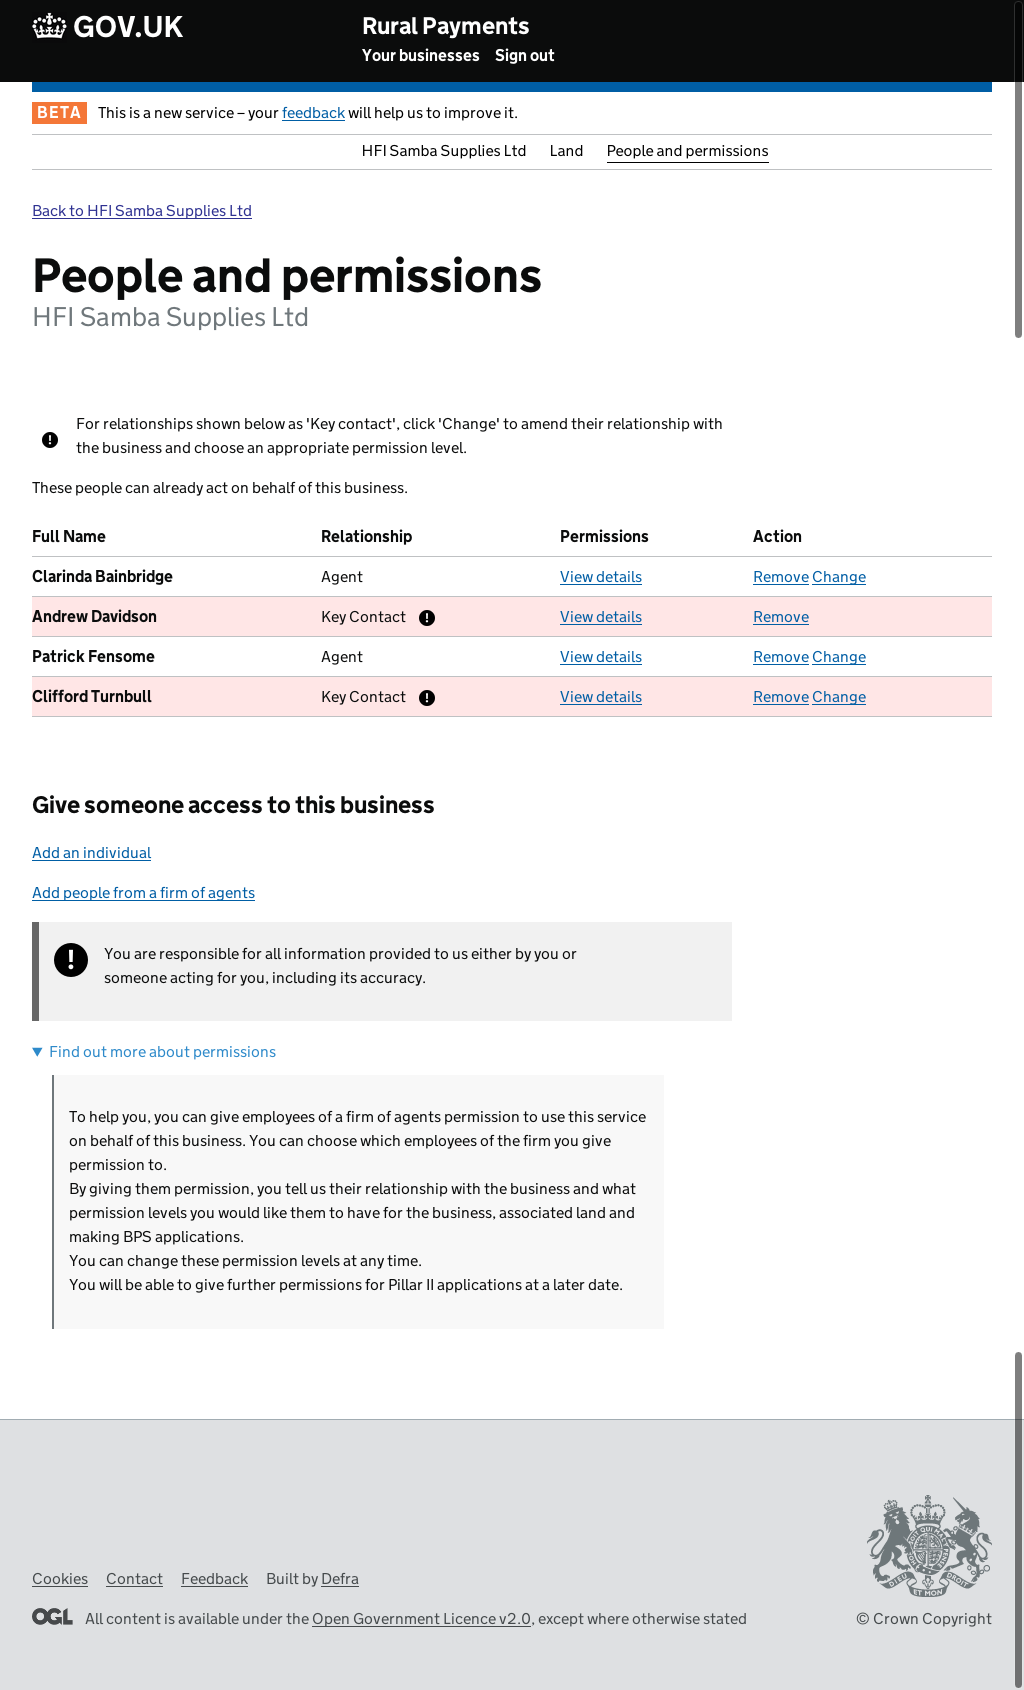 GOV.UK
Rural Payments
Your businesses Sign out
BETA This is a new service – your feedback will help us to improve it.
HFI Samba Supplies Ltd Land People and permissions
Back to HFI Samba Supplies Ltd
People and permissions
HFI Samba Supplies Ltd
For relationships shown below as 'Key contact', click 'Change' to amend their relationship with
the business and choose an appropriate permission level.
These people can already act on behalf of this business.
Full Name Relationship Permissions Action
Clarinda Bainbridge Agent View details Remove Change
Andrew Davidson Key Contact View details Remove
Patrick Fensome Agent View details Remove Change
Clifford Turnbull Key Contact View details Remove Change
Give someone access to this business
Add an individual
Add people from a firm of agents
You are responsible for all information provided to us either by you or
someone acting for you, including its accuracy.
▼ Find out more about permissions
To help you, you can give employees of a firm of agents permission to use this service
on behalf of this business. You can choose which employees of the firm you give
permission to.
By giving them permission, you tell us their relationship with the business and what
permission levels you would like them to have for the business, associated land and
making BPS applications.
You can change these permission levels at any time.
You will be able to give further permissions for Pillar II applications at a later date.
Cookies Contact Feedback Built by Defra
OGL All content is available under the Open Government Licence v2.0, except where otherwise stated
DIEU ET MON DROIT
© Crown Copyright